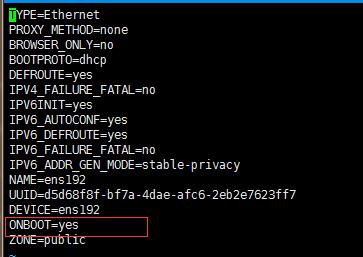 TYPE=Ethernet
PROXY_METHOD=none
BROWSER_ONLY=no
BOOTPROTO=dhcp
DEFROUTE=yes
IPV4_FAILURE_FATAL=no
IPV6INIT=yes
IPV6_AUTOCONF=yes
IPV6_DEFROUTE=yes
IPV6_FAILURE_FATAL=no
IPV6_ADDR_GEN_MODE=stable-privacy
NAME=ens192
UUID=d5d68f8f-bf7a-4dae-afc6-2eb2e7623ff7
DEVICE=ens192
ONBOOT=yes
ZONE=public
~